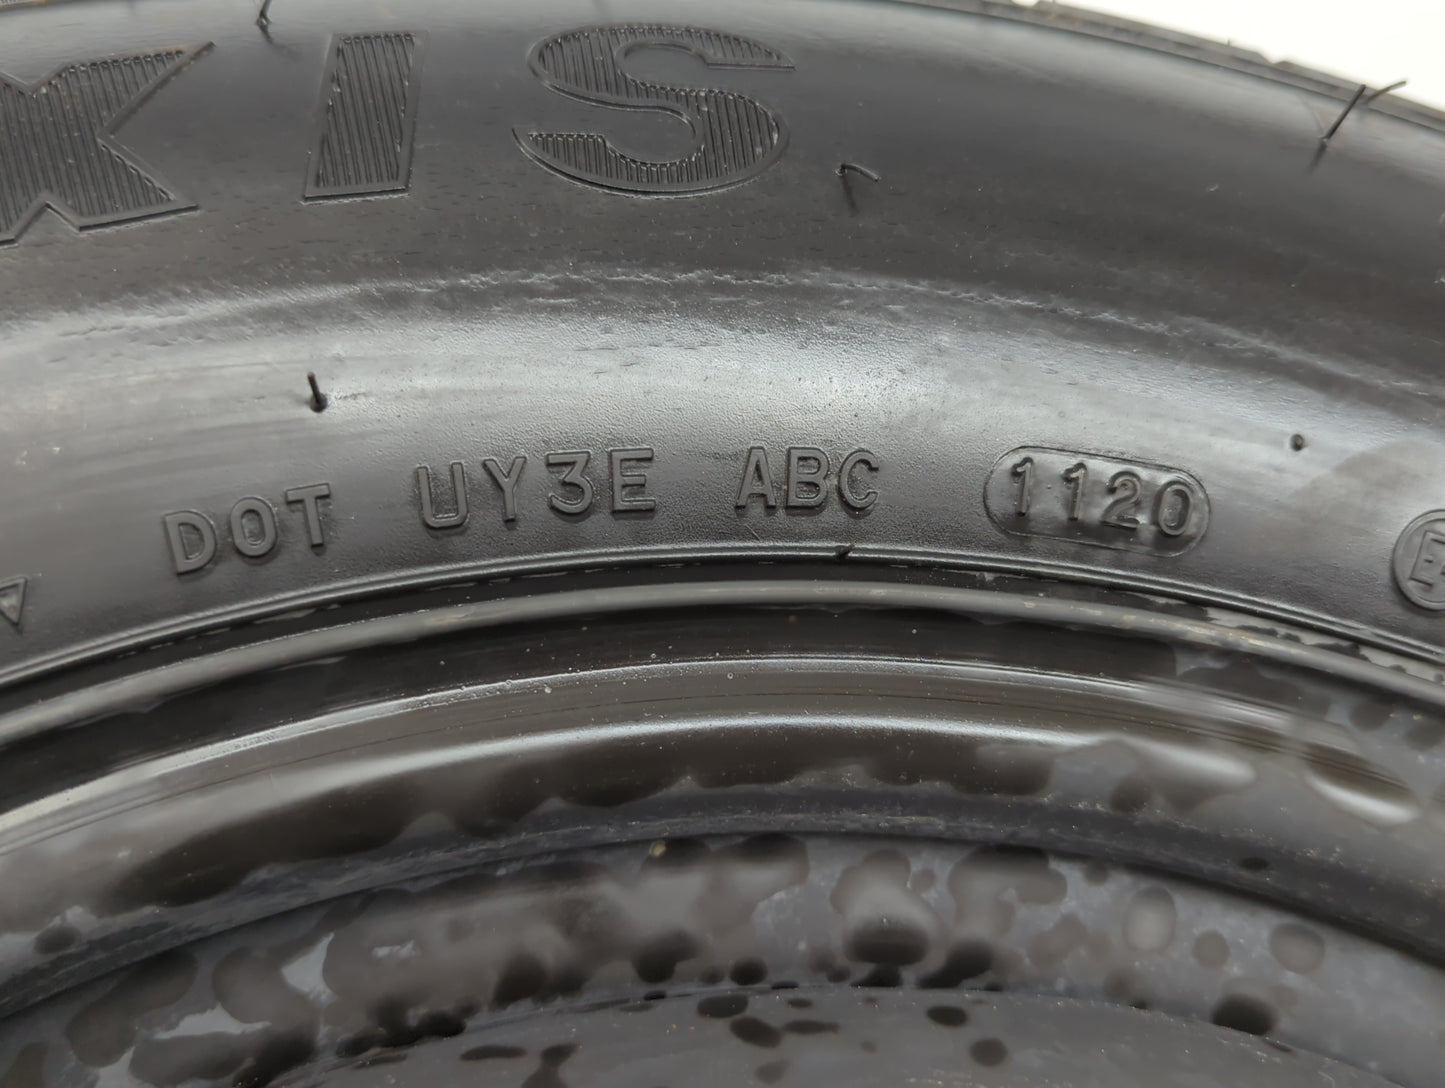 XIS
DOT UY3E ABC 1120 E